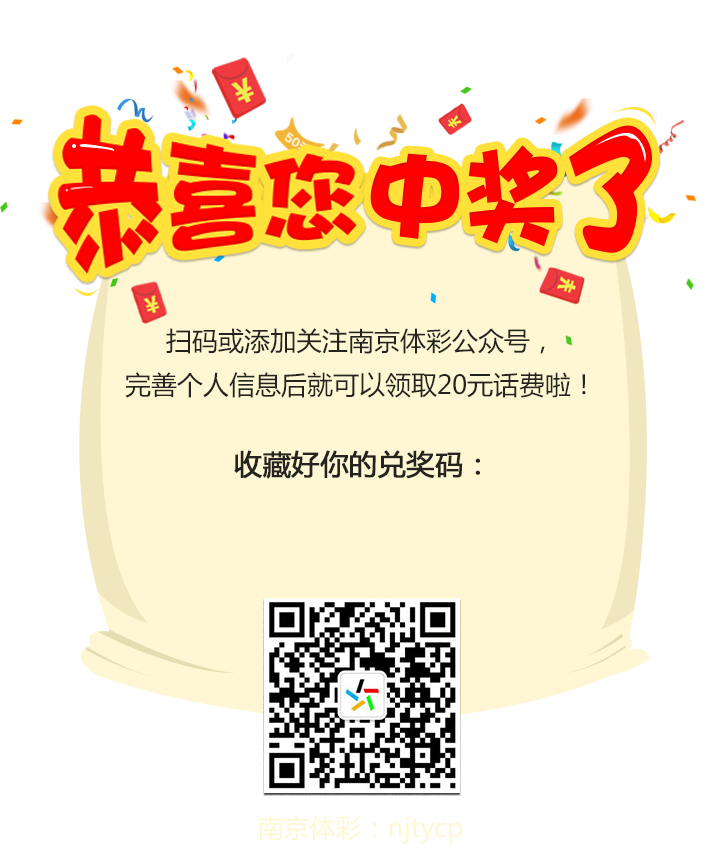 恭喜您中奖了
扫码或添加关注南京体彩公众号，
完善个人信息后就可以领取20元话费啦！
收藏好你的兑奖码：
南京体彩：njtycp